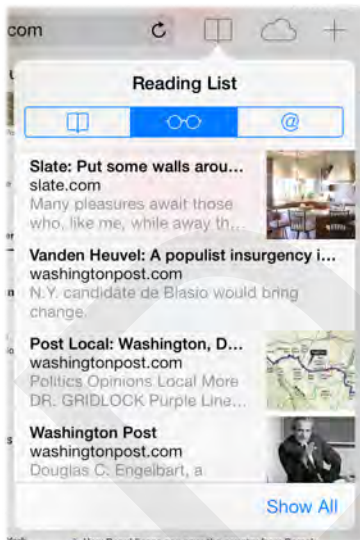 com
Reading List
@
Slate: Put some walls arou...
slate.com
Many pleasures await those
who, like me, while away th...
Vanden Heuvel: A populist insurgency i...
washingtonpost.com
N.Y. candidate de Blasio would bring
change.
Post Local: Washington, D...
washingtonpost.com
Politics Opinions Local More
DR. GRIDLOCK Purple Line...
Washington Post
washingtonpost.com
Douglas C. Engelbart, a
Show All